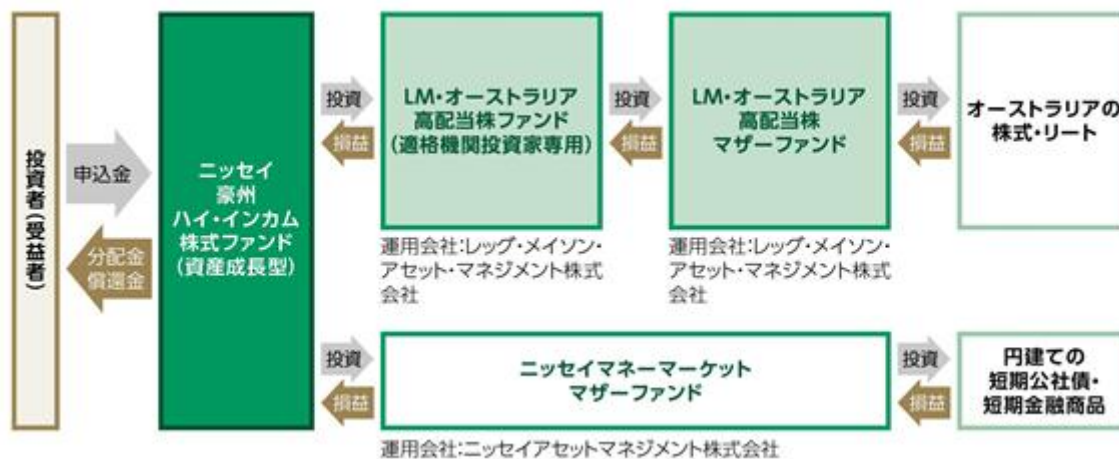 投資者(受益者)
申込金
分配金
償還金
ニッセイ
豪州
ハイ・インカム
株式ファンド
(資産成長型)
投資
損益
LM・オーストラリア
高配当株ファンド
(適格機関投資家専用)
運用会社:レッグ・メイソン・
アセット・マネジメント株式
会社
投資
損益
LM・オーストラリア
高配当株
マザーファンド
運用会社:レッグ・メイソン・
アセット・マネジメント株式
会社
投資
損益
オーストラリアの
株式・リート
投資
損益
ニッセイマネーマーケット
マザーファンド
運用会社:ニッセイアセットマネジメント株式会社
投資
損益
円建ての
短期公社債・
短期金融商品